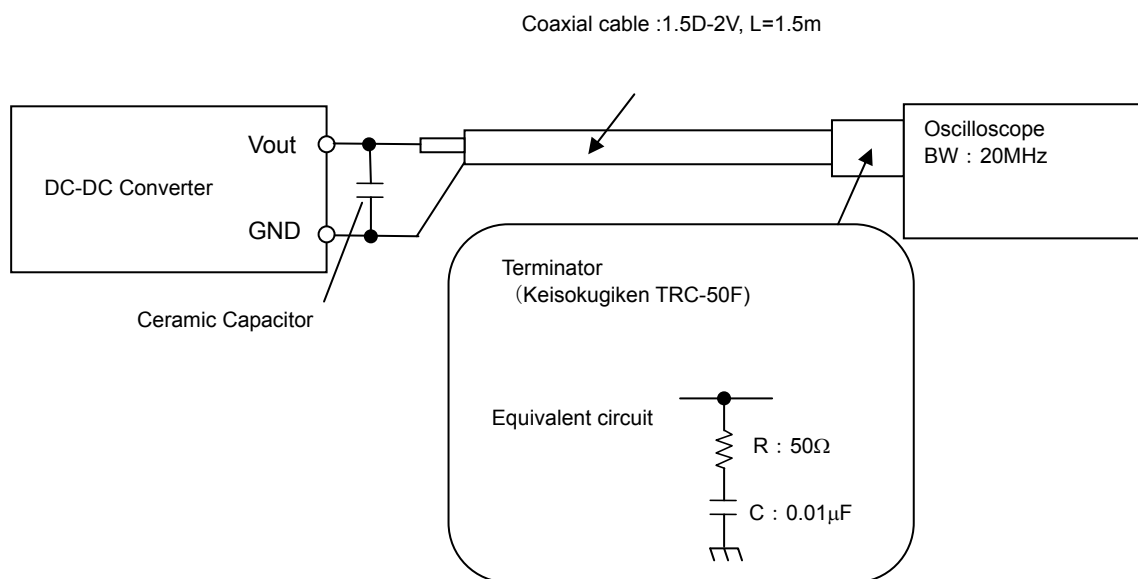 Coaxial cable :1.5D-2V, L=1.5m
Vout
DC-DC Converter
GND
Ceramic Capacitor
Oscilloscope
BW：20MHz
Terminator
（Keisokugiken TRC-50F)
Equivalent circuit
R：50Ω
C：0.01μF